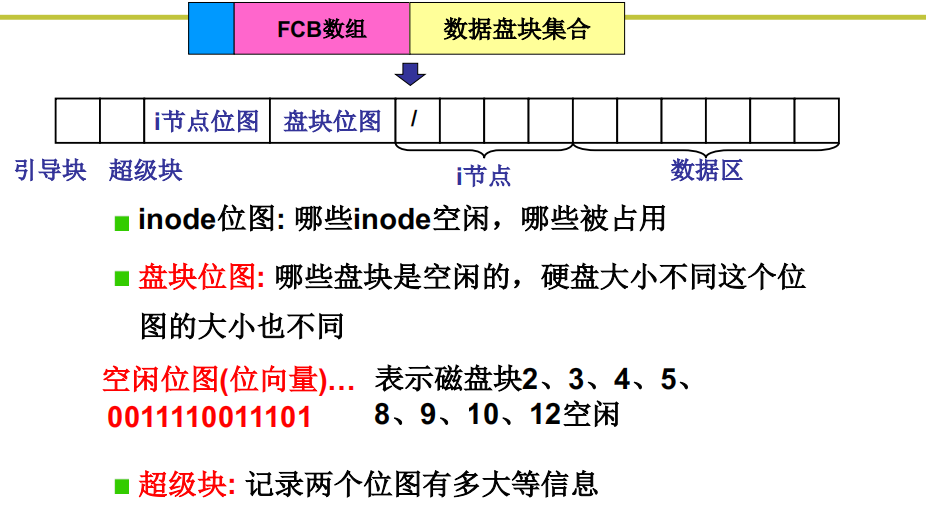 FCB数组 数据盘块集合
i节点位图 盘块位图 /
引导块 超级块 i节点 数据区
inode位图: 哪些inode空闲，哪些被占用
盘块位图: 哪些盘块是空闲的，硬盘大小不同这个位
图的大小也不同
空闲位图(位向量)… 表示磁盘块2、3、4、5、
0011110011101 8、9、10、12空闲
超级块: 记录两个位图有多大等信息